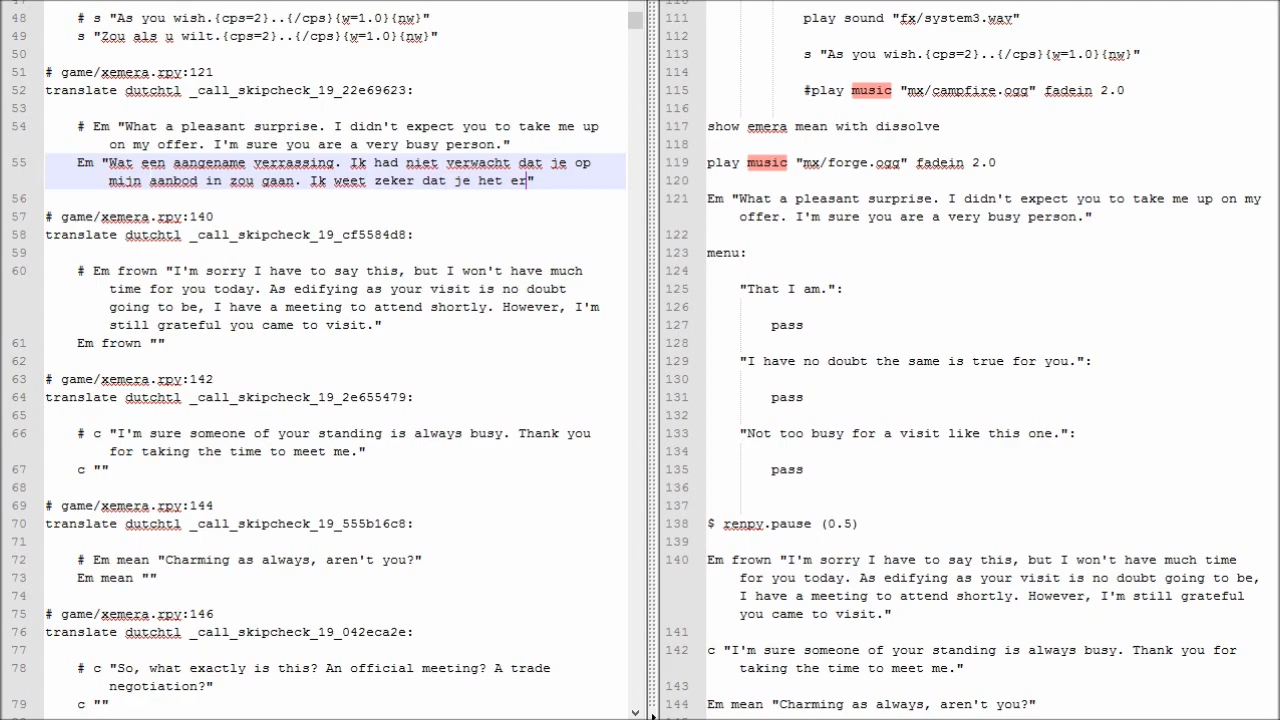 48 # s "As you wish.{cps=2}..{/cps}{w=1.0}{nw}"
49 s "Zou als u wilt.{cps=2}..{/cps}{w=1.0}{nw}"
50
51 # game/xemera.rpy:121
52 translate dutchtl _call_skipcheck_19_22e69623:
53
54 # Em "What a pleasant surprise. I didn't expect you to take me up
on my offer. I'm sure you are a very busy person."
55 Em "Wat een aangename verrassing. Ik had niet verwacht dat je op
mijn aanbod in zou gaan. Ik weet zeker dat je het er"
56
57 # game/xemera.rpy:140
58 translate dutchtl _call_skipcheck_19_cf5584d8:
59
60 # Em frown "I'm sorry I have to say this, but I won't have much
time for you today. As edifying as your visit is no doubt
going to be, I have a meeting to attend shortly. However, I'm
still grateful you came to visit."
61 Em frown ""
62
63 # game/xemera.rpy:142
64 translate dutchtl _call_skipcheck_19_2e655479:
65
66 # c "I'm sure someone of your standing is always busy. Thank you
for taking the time to meet me."
67 c ""
68
69 # game/xemera.rpy:144
70 translate dutchtl _call_skipcheck_19_555b16c8:
71
72 # Em mean "Charming as always, aren't you?"
73 Em mean ""
74
75 # game/xemera.rpy:146
76 translate dutchtl _call_skipcheck_19_042eca2e:
77
78 # c "So, what exactly is this? An official meeting? A trade
negotiation?"
79 c ""
111 play sound "fx/system3.wav"
112
113 s "As you wish.{cps=2}..{/cps}{w=1.0}{nw}"
114
115 #play music "mx/campfire.ogg" fadein 2.0
116
117 show emera mean with dissolve
118
119 play music "mx/forge.ogg" fadein 2.0
120
121 Em "What a pleasant surprise. I didn't expect you to take me up on my
offer. I'm sure you are a very busy person."
122
123 menu:
124
125 "That I am.":
126
127 pass
128
129 "I have no doubt the same is true for you.":
130
131 pass
132
133 "Not too busy for a visit like this one.":
134
135 pass
136
137
138 $ renpy.pause (0.5)
139
140 Em frown "I'm sorry I have to say this, but I won't have much time
for you today. As edifying as your visit is no doubt going to be,
I have a meeting to attend shortly. However, I'm still grateful
you came to visit."
141
142 c "I'm sure someone of your standing is always busy. Thank you for
taking the time to meet me."
143
144 Em mean "Charming as always, aren't you?"